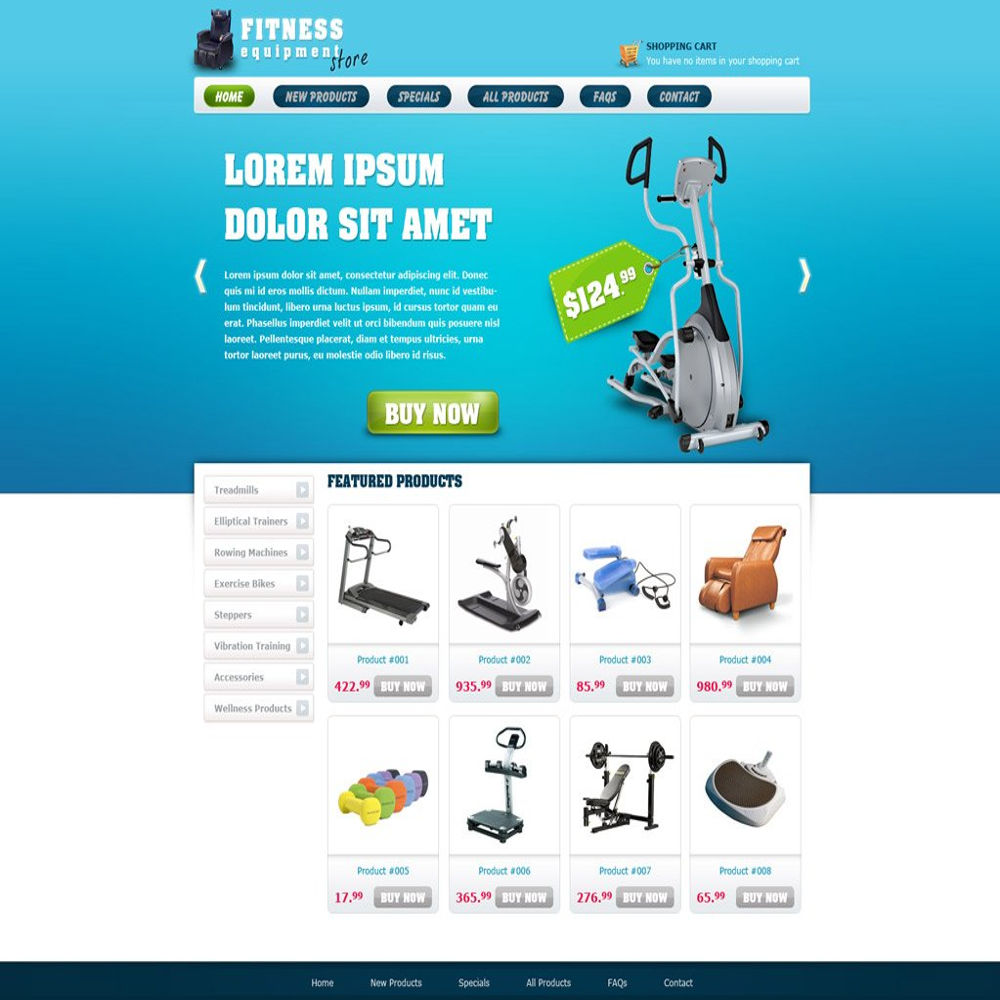 FITNESS
equipment
store
SHOPPING CART
You have no items in your shopping cart
HOME
NEW PRODUCTS
SPECIALS
ALL PRODUCTS
FAQS
CONTACT
LOREM IPSUM
DOLOR SIT AMET
Lorem ipsum dolor sit amet, consectetur adipiscing elit. Donec
quis mi id eros mollis dictum. Nullam imperdiet, nunc id vestibu-
lum tincidunt, libero urna luctus ipsum, id cursus tortor quam eu
erat. Phasellus imperdiet velit ut orci bibendum quis posuere nisl
laoreet. Pellentesque placerat, diam et tempus ultricies, urna
tortor laoreet purus, eu molestie odio libero id risus.
$124.99
BUY NOW
Treadmills
Elliptical Trainers
Rowing Machines
Exercise Bikes
Steppers
Vibration Training
Accessories
Wellness Products
FEATURED PRODUCTS
Product #001
422.99 BUY NOW
Product #002
935.99 BUY NOW
Product #003
85.99 BUY NOW
Product #004
980.99 BUY NOW
Product #005
17.99 BUY NOW
Product #006
365.99 BUY NOW
Product #007
276.99 BUY NOW
Product #008
65.99 BUY NOW
Home
New Products
Specials
All Products
FAQs
Contact